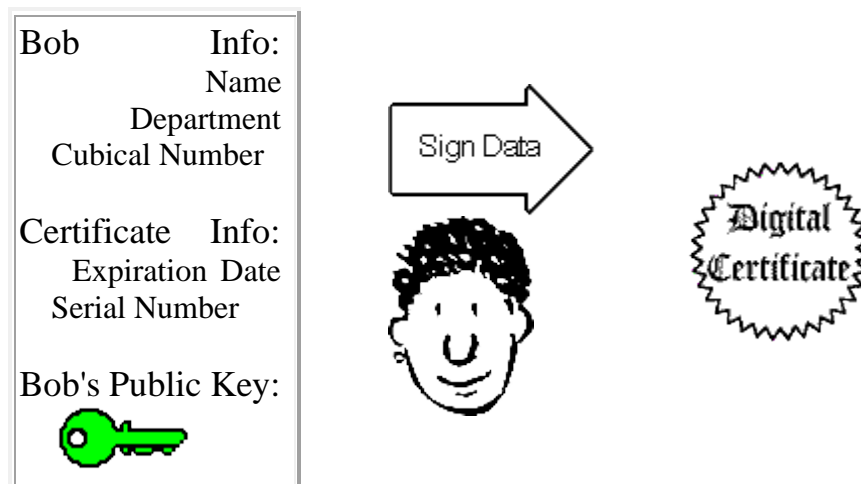 Bob Info:
Name
Department
Cubical Number
Certificate Info:
Expiration Date
Serial Number
Bob's Public Key:
Sign Data
Digital
Certificate